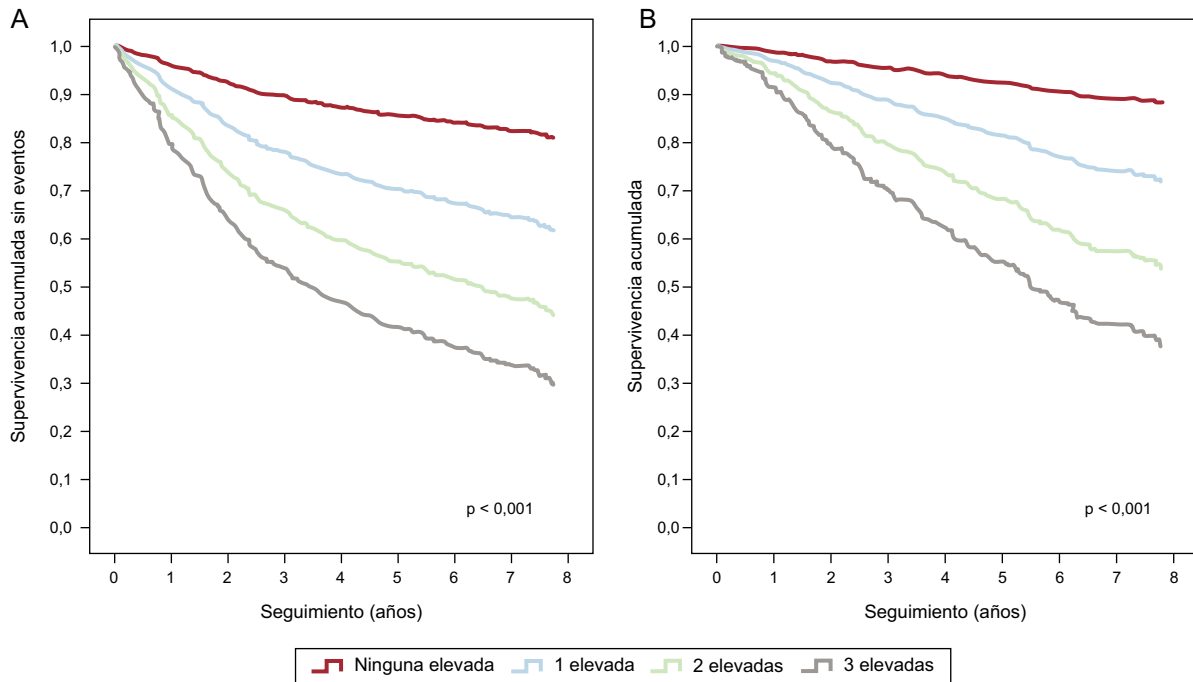 A
Supervivencia acumulada sin eventos
1,0
0,9
0,8
0,7
0,6
0,5
0,4
0,3
0,2
0,1
0,0
p < 0,001
0 1 2 3 4 5 6 7 8
Seguimiento (años)
B
Supervivencia acumulada
1,0
0,9
0,8
0,7
0,6
0,5
0,4
0,3
0,2
0,1
0,0
p < 0,001
0 1 2 3 4 5 6 7 8
Seguimiento (años)
Ninguna elevada 1 elevada 2 elevadas 3 elevadas